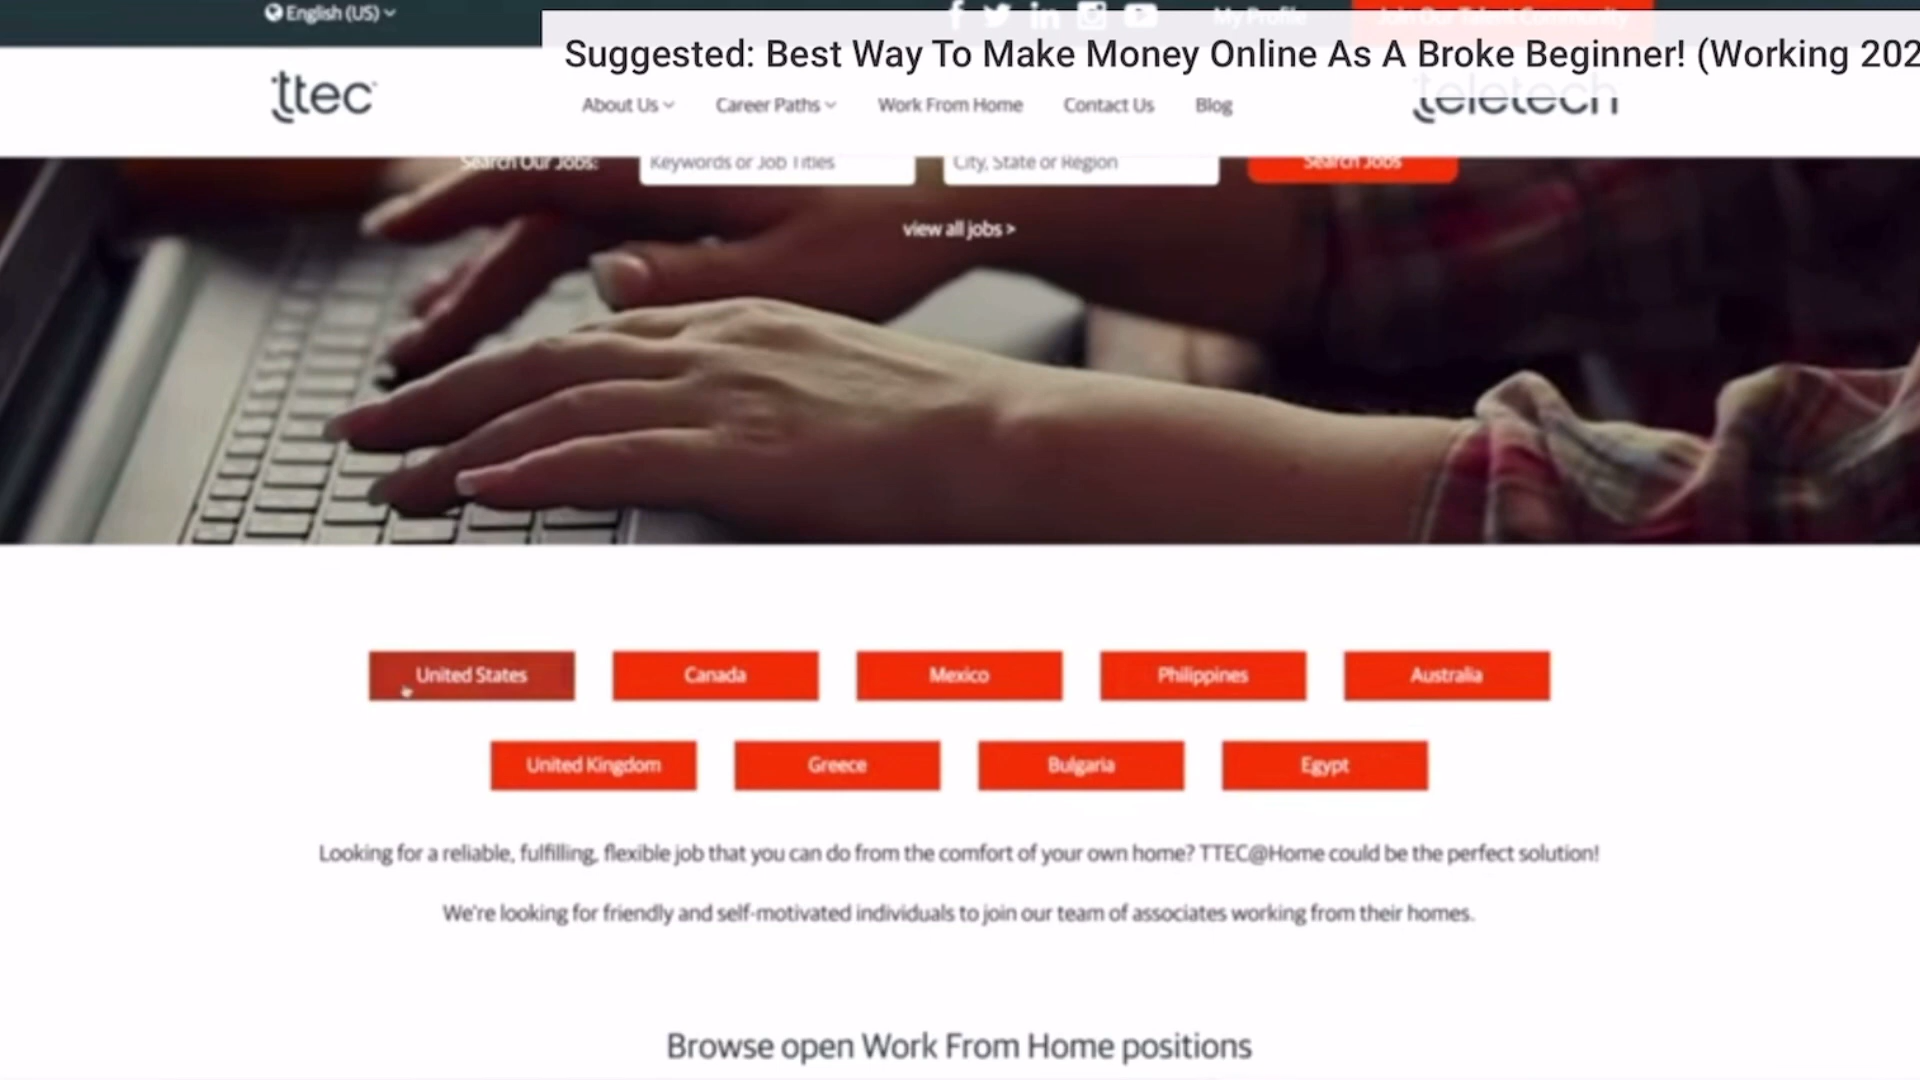 English (US)
My Profile
Join Our Talent Community
Suggested: Best Way To Make Money Online As A Broke Beginner! (Working 202
ttec
About Us
Career Paths
Work From Home
Contact Us
Blog
teletech
Search Our Jobs:
Keywords or Job Titles
City, State or Region
Search Jobs
view all jobs >
United States
Canada
Mexico
Philippines
Australia
United Kingdom
Greece
Bulgaria
Egypt
Looking for a reliable, fulfilling, flexible job that you can do from the comfort of your own home? TTEC@Home could be the perfect solution!
We're looking for friendly and self-motivated individuals to join our team of associates working from their homes.
Browse open Work From Home positions